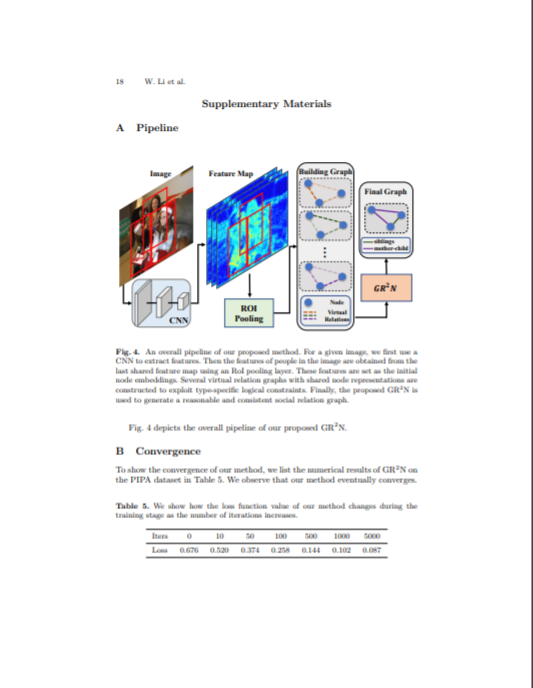 18 W. Li et al.
Supplementary Materials
A Pipeline
Image
Feature Map
Building Graph
Final Graph
siblings
mother-child
CNN
ROI
Pooling
Node
Virtual
Relations
GR²N
Fig. 4. An overall pipeline of our proposed method. For a given image, we first use a
CNN to extract features. Then the features of people in the image are obtained from the
last shared feature map using an RoI pooling layer. These features are set as the initial
node embeddings. Several virtual relation graphs with shared node representations are
constructed to exploit type-specific logical constraints. Finally, the proposed GR²N is
used to generate a reasonable and consistent social relation graph.
Fig. 4 depicts the overall pipeline of our proposed GR²N.
B Convergence
To show the convergence of our method, we list the numerical results of GR²N on
the PIPA dataset in Table 5. We observe that our method eventually converges.
Table 5. We show how the loss function value of our method changes during the
training stage as the number of iterations increases.
Iters 0 10 50 100 500 1000 5000
Loss 0.676 0.520 0.374 0.258 0.144 0.102 0.087